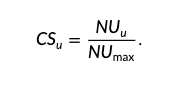 CS_u = NU_u / NU_max.